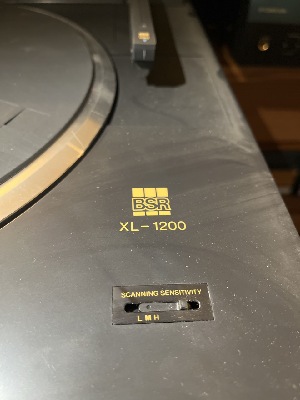 BSR
XL-1200
SCANNING SENSITIVITY
L M H